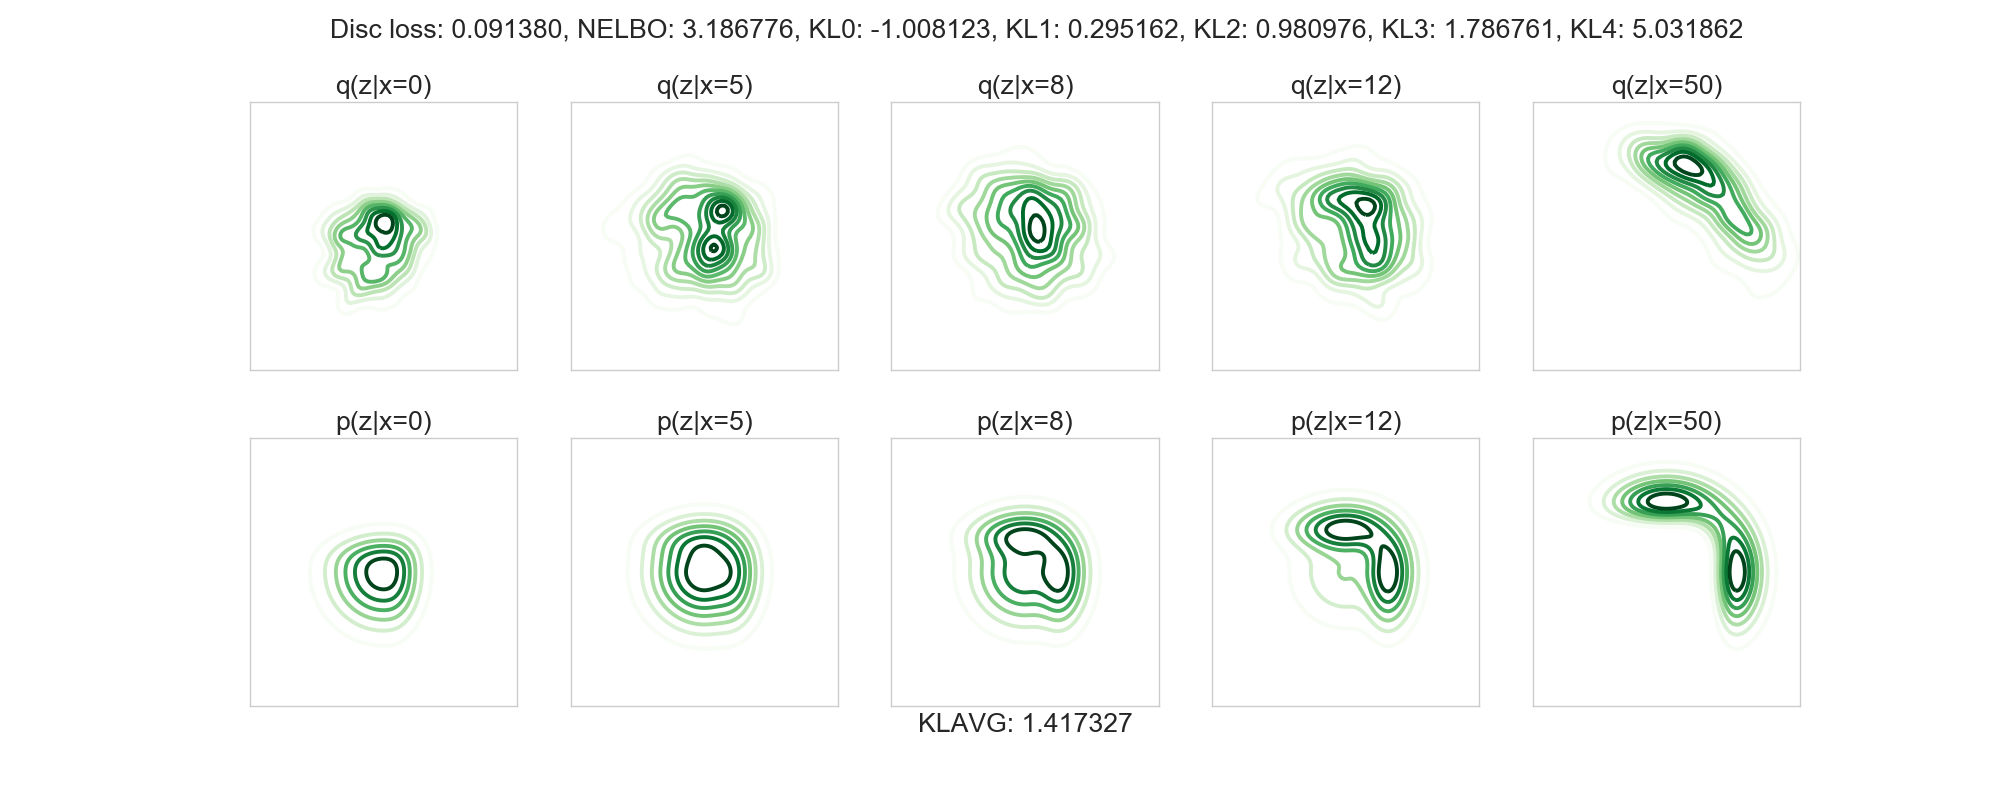 Disc loss: 0.091380, NELBO: 3.186776, KL0: -1.008123, KL1: 0.295162, KL2: 0.980976, KL3: 1.786761, KL4: 5.031862
q(z|x=0) q(z|x=5) q(z|x=8) q(z|x=12) q(z|x=50)
p(z|x=0) p(z|x=5) p(z|x=8) p(z|x=12) p(z|x=50)
KLAVG: 1.417327